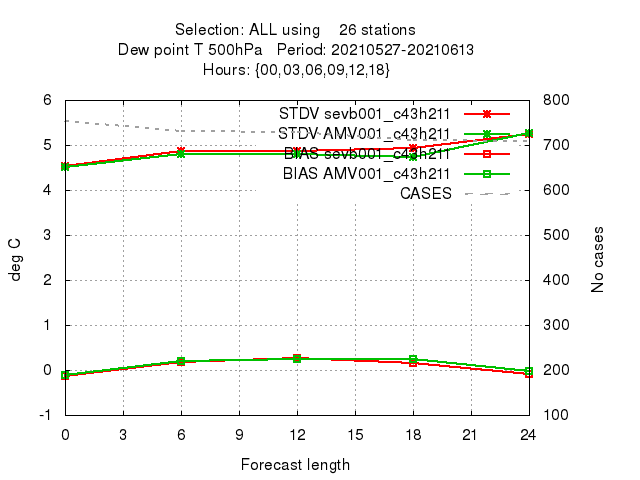 Selection: ALL using 26 stations
Dew point T 500hPa Period: 20210527-20210613
Hours: {00,03,06,09,12,18}
6
5
4
3
2
1
0
-1
deg C
800
700
600
500
400
300
200
100
No cases
STDV sevb001_c43h211
STDV AMV001_c43h211
BIAS sevb001_c43h211
BIAS AMV001_c43h211
CASES
0 3 6 9 12 15 18 21 24
Forecast length